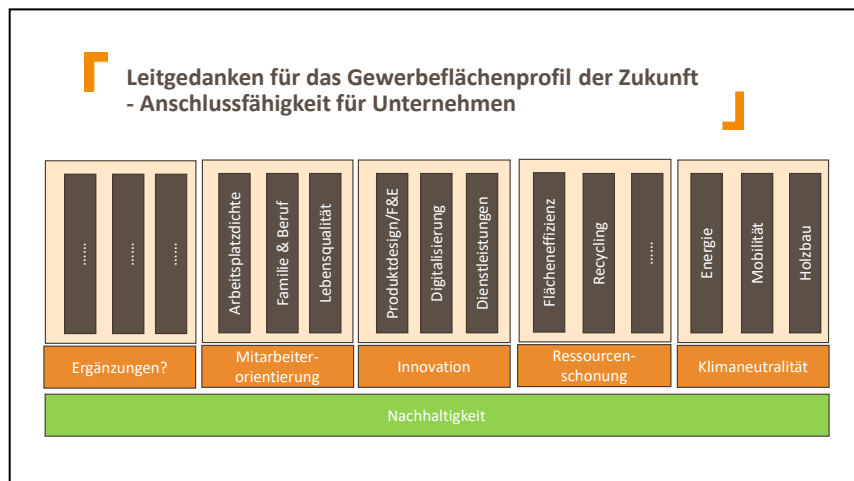 Leitgedanken für das Gewerbeflächenprofil der Zukunft
- Anschlussfähigkeit für Unternehmen
......
......
......
Arbeitsplatzdichte
Familie & Beruf
Lebensqualität
Produktdesign/F&E
Digitalisierung
Dienstleistungen
Flächeneffizienz
Recycling
......
Energie
Mobilität
Holzbau
Ergänzungen?
Mitarbeiter-
orientierung
Innovation
Ressourcen-
schonung
Klimaneutralität
Nachhaltigkeit